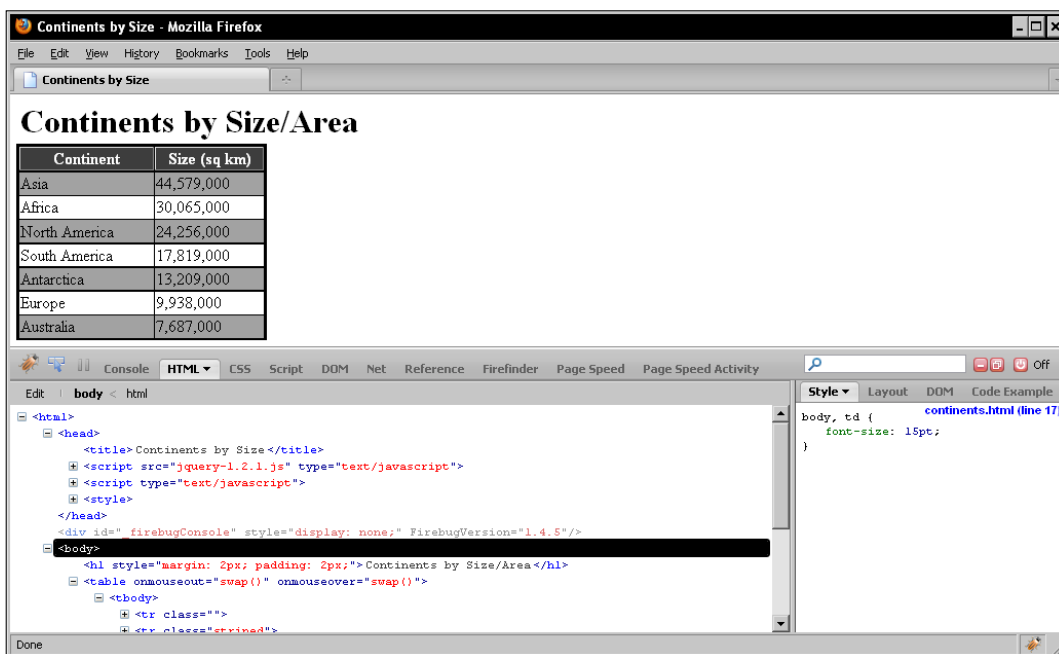 Continents by Size - Mozilla Firefox
File Edit View History Bookmarks Tools Help
Continents by Size
Continents by Size/Area
Continent Size (sq km)
Asia 44,579,000
Africa 30,065,000
North America 24,256,000
South America 17,819,000
Antarctica 13,209,000
Europe 9,938,000
Australia 7,687,000
Console HTML CSS Script DOM Net Reference Firefinder Page Speed Page Speed Activity Off
Edit body < html Style Layout DOM Code Example
continents.html (line 17)
<html>
<head>
<title>Continents by Size</title>
<script src="jquery-1.2.1.js" type="text/javascript">
<script type="text/javascript">
<style>
</head>
<div id="_firebugConsole" style="display: none;" FirebugVersion="1.4.5"/>
<body>
<h1 style="margin: 2px; padding: 2px;">Continents by Size/Area</h1>
<table onmouseout="swap()" onmouseover="swap()">
<tbody>
<tr class="">
<tr class="striped">
body, td {
font-size: 15pt;
}
Done